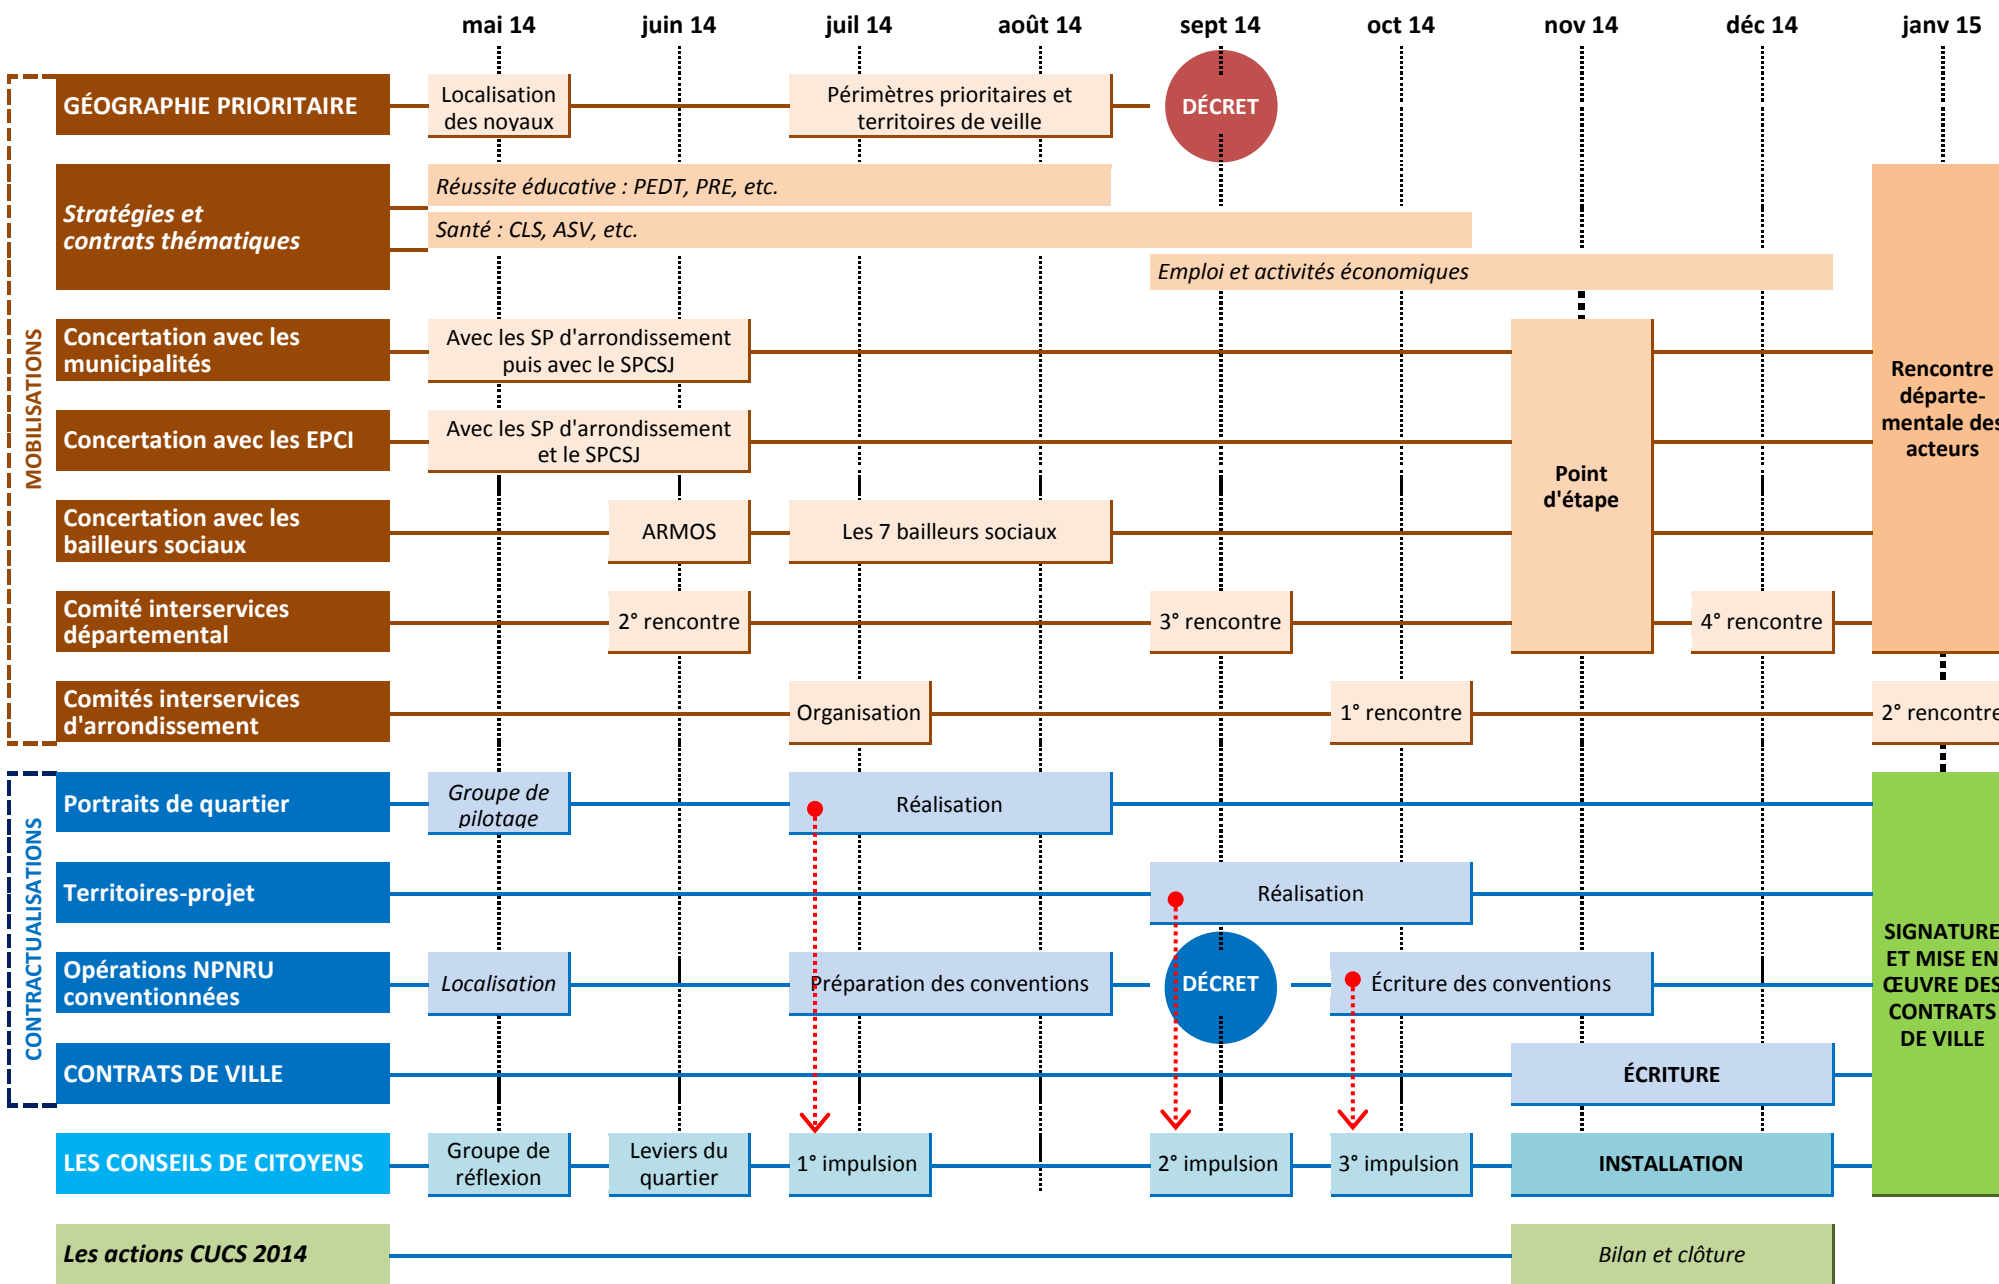 mai 14
juin 14
juil 14
août 14
sept 14
oct 14
nov 14
déc 14
janv 15
MOBILISATIONS
GÉOGRAPHIE PRIORITAIRE
Localisation
des noyaux
Périmètres prioritaires et
territoires de veille
DÉCRET
Stratégies et
contrats thématiques
Réussite éducative : PEDT, PRE, etc.
Santé : CLS, ASV, etc.
Emploi et activités économiques
Concertation avec les
municipalités
Avec les SP d'arrondissement
puis avec le SPCSJ
Concertation avec les EPCI
Avec les SP d'arrondissement
et le SPCSJ
Point
d'étape
Rencontre
départe-
mentale des
acteurs
Concertation avec les
bailleurs sociaux
ARMOS
Les 7 bailleurs sociaux
Comité interservices
départemental
2° rencontre
3° rencontre
4° rencontre
Comités interservices
d'arrondissement
Organisation
1° rencontre
2° rencontre
CONTRACTUALISATIONS
Portraits de quartier
Groupe de
pilotage
Réalisation
Territoires-projet
Réalisation
Opérations NPNRU
conventionnées
Localisation
Préparation des conventions
DÉCRET
Écriture des conventions
SIGNATURE
ET MISE EN
ŒUVRE DES
CONTRATS
DE VILLE
CONTRATS DE VILLE
ÉCRITURE
LES CONSEILS DE CITOYENS
Groupe de
réflexion
Leviers du
quartier
1° impulsion
2° impulsion
3° impulsion
INSTALLATION
Les actions CUCS 2014
Bilan et clôture